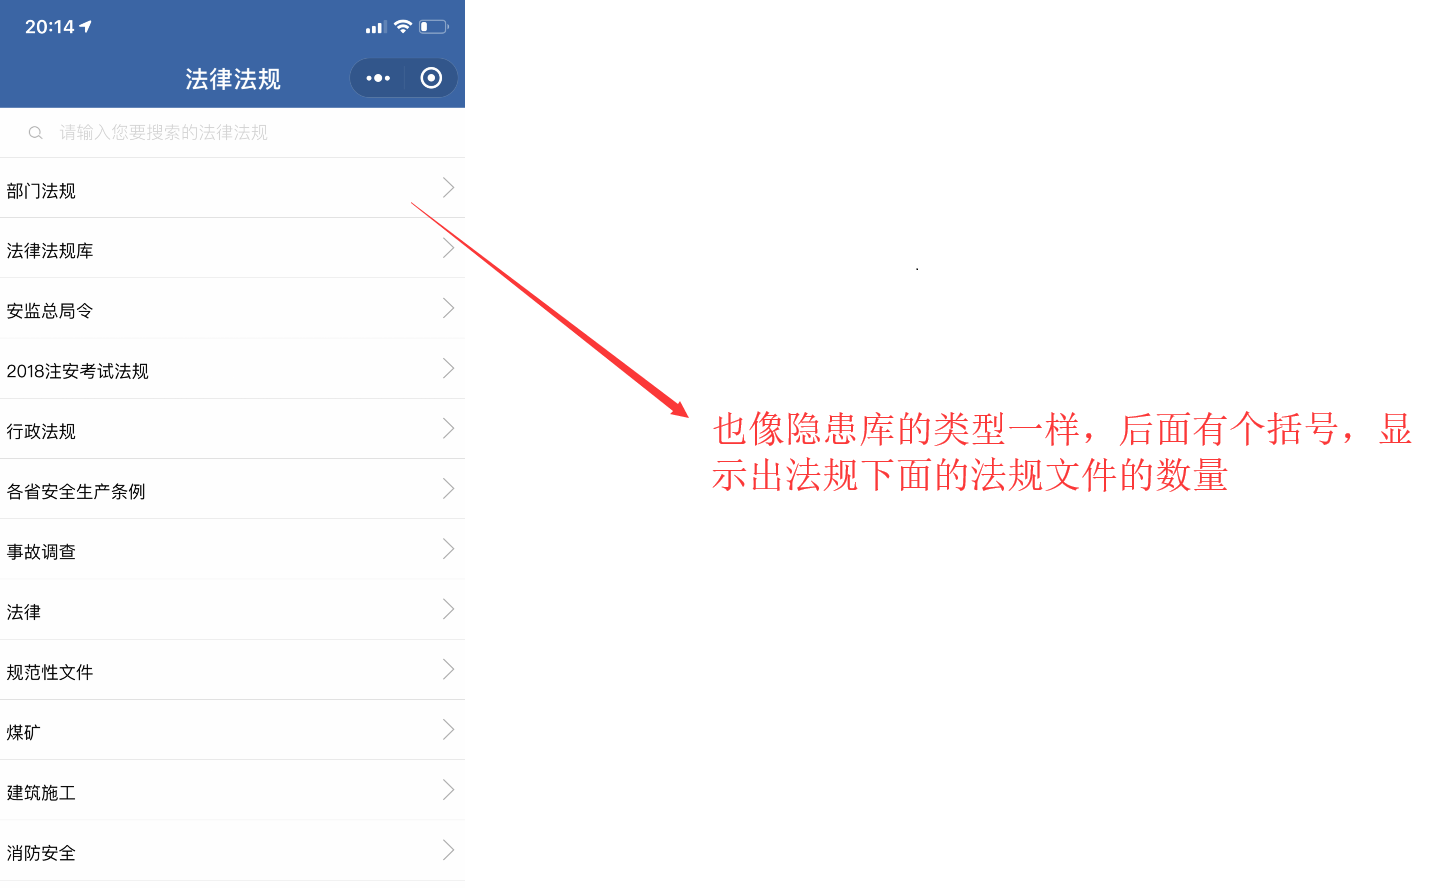 20:14
法律法规
请输入您要搜索的法律法规
部门法规
法律法规库
安监总局令
2018注安考试法规
行政法规
各省安全生产条例
事故调查
法律
规范性文件
煤矿
建筑施工
消防安全
也像隐患库的类型一样，后面有个括号，显
示出法规下面的法规文件的数量